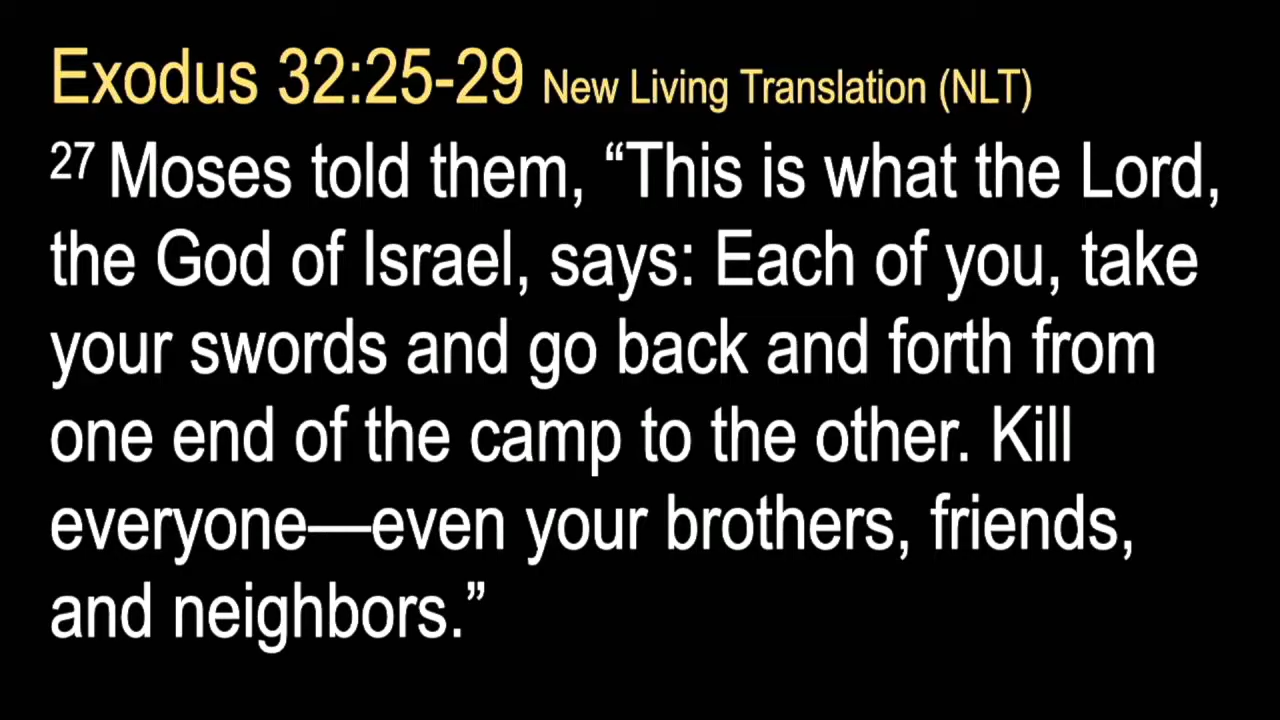 Exodus 32:25-29 New Living Translation (NLT)
27 Moses told them, “This is what the Lord,
the God of Israel, says: Each of you, take
your swords and go back and forth from
one end of the camp to the other. Kill
everyone—even your brothers, friends,
and neighbors.”